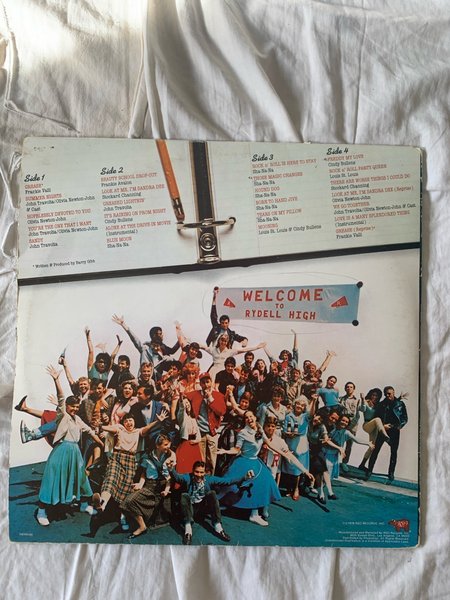 Side 1
GREASE*
Frankie Valli
SUMMER NIGHTS
John Travolta/Olivia Newton-John
& Cast
HOPELESSLY DEVOTED TO YOU
Olivia Newton-John
YOU'RE THE ONE THAT I WANT
John Travolta/Olivia Newton-John
SANDY
John Travolta
* Written & Produced by Barry Gibb
Side 2
BEAUTY SCHOOL DROP-OUT
Frankie Avalon
LOOK AT ME, I'M SANDRA DEE
Stockard Channing
GREASED LIGHTNIN'
John Travolta
IT'S RAINING ON PROM NIGHT
Cindy Bullens
ALONE AT THE DRIVE-IN MOVIE
(Instrumental)
BLUE MOON
Sha-Na-Na
Side 3
ROCK N' ROLL IS HERE TO STAY
Sha-Na-Na
THOSE MAGIC CHANGES
Sha-Na-Na
HOUND DOG
Sha-Na-Na
BORN TO HAND JIVE
Sha-Na-Na
TEARS ON MY PILLOW
Sha-Na-Na
MOONING
Louis St. Louis & Cindy Bullens
Side 4
FREDDY MY LOVE
Cindy Bullens
ROCK N' ROLL PARTY QUEEN
Louis St. Louis
THERE ARE WORSE THINGS I COULD DO
Stockard Channing
LOOK AT ME, I'M SANDRA DEE (Reprise)
Olivia Newton-John
WE GO TOGETHER
John Travolta/Olivia Newton-John & Cast
LOVE IS A MANY SPLENDORED THING
(Instrumental)
GREASE (Reprise)*
Frankie Valli
WELCOME
TO
RYDELL HIGH
RSO